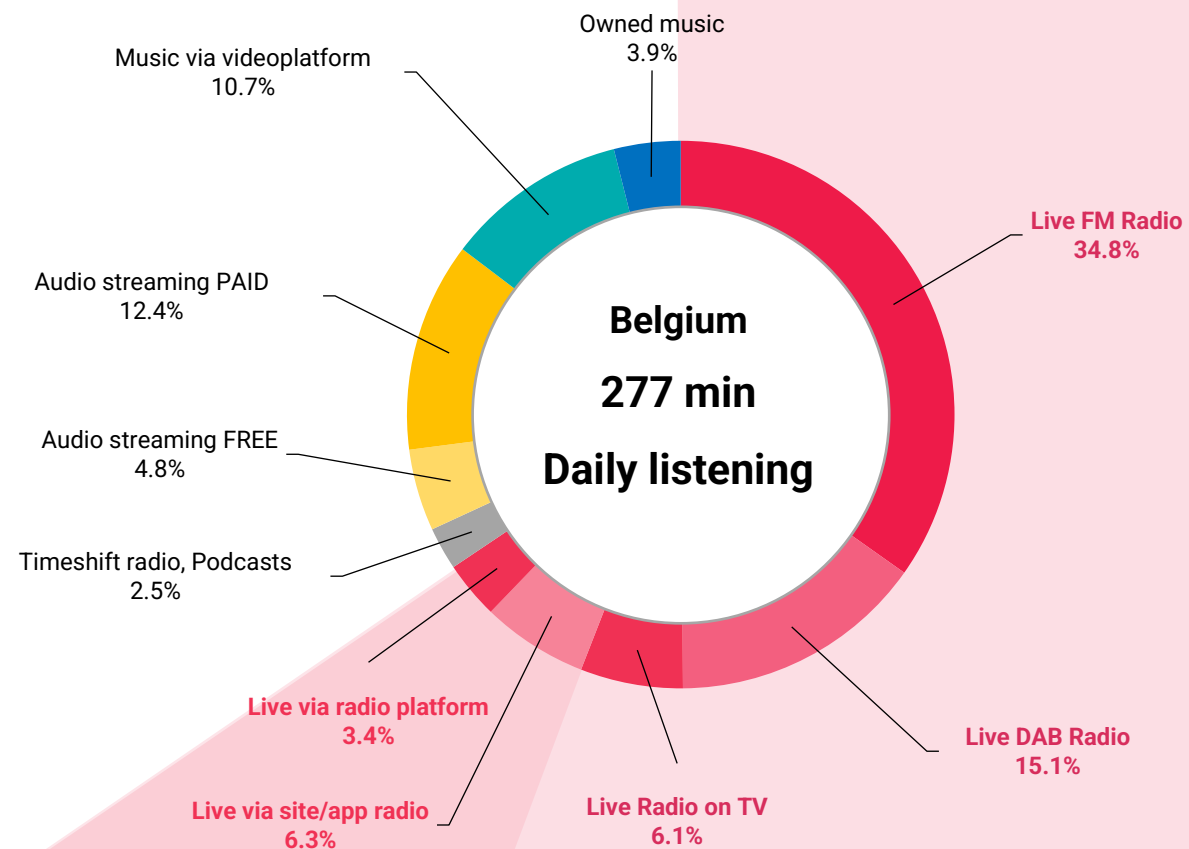 Owned music
3.9%
Music via videoplatform
10.7%
Live FM Radio
34.8%
Audio streaming PAID
12.4%
Belgium
277 min
Daily listening
Audio streaming FREE
4.8%
Timeshift radio, Podcasts
2.5%
Live via radio platform
3.4%
Live DAB Radio
15.1%
Live Radio on TV
6.1%
Live via site/app radio
6.3%